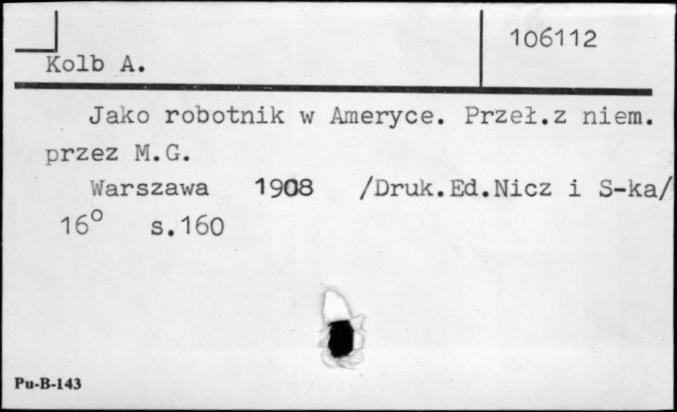 106112
Kolb A.
Jako robotnik w Ameryce. Przeł.z niem.
przez M.G.
Warszawa 1908 /Druk.Ed.Nicz i S-ka/
16° s.160
Pu-B-143